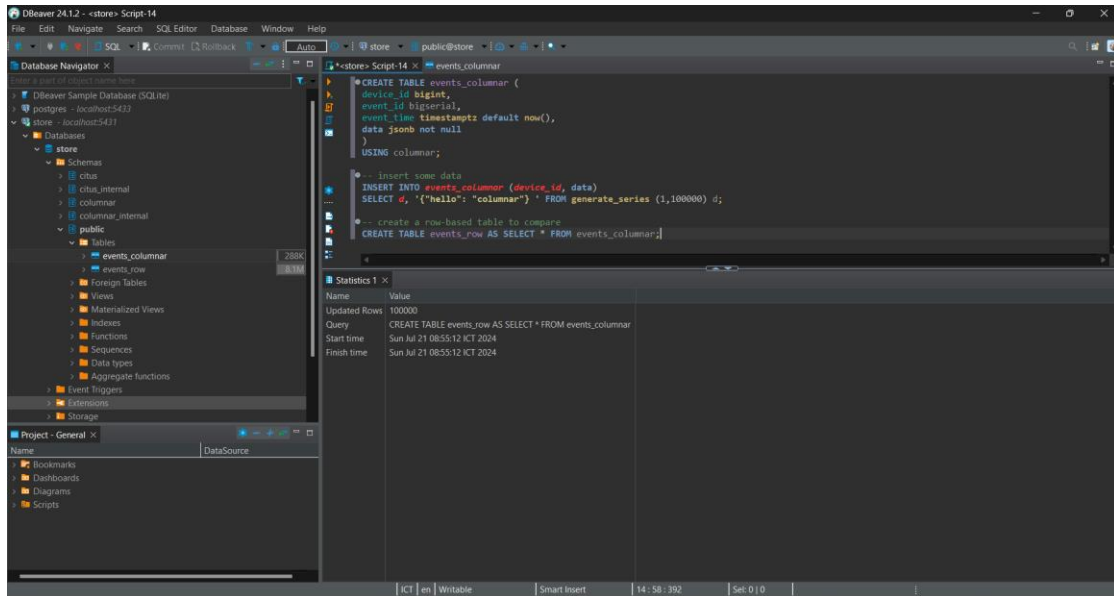 DBeaver 24.1.2 - <store> Script-14
File Edit Navigate Search SQL Editor Database Window Help
SQL Commit Rollback Auto store public@store
Database Navigator
Enter a part of object name here
DBeaver Sample Database (SQLite)
postgres - localhost:5433
store - localhost:5431
Databases
store
Schemas
citus
citus_internal
columnar
columnar_internal
public
Tables
events_columnar 288K
events_row 8.1M
Foreign Tables
Views
Materialized Views
Indexes
Functions
Sequences
Data types
Aggregate functions
Event Triggers
Extensions
Storage
Project - General
Name DataSource
Bookmarks
Dashboards
Diagrams
Scripts
*<store> Script-14 events_columnar
CREATE TABLE events_columnar (
device_id bigint,
event_id bigserial,
event_time timestamptz default now(),
data jsonb not null
)
USING columnar;
-- insert some data
INSERT INTO events_columnar (device_id, data)
SELECT d, '{"hello": "columnar"} ' FROM generate_series (1,100000) d;
-- create a row-based table to compare
CREATE TABLE events_row AS SELECT * FROM events_columnar;
Statistics 1
Name Value
Updated Rows 100000
Query CREATE TABLE events_row AS SELECT * FROM events_columnar
Start time Sun Jul 21 08:55:12 ICT 2024
Finish time Sun Jul 21 08:55:12 ICT 2024
ICT en Writable Smart Insert 14 : 58 : 392 Sel: 0 | 0